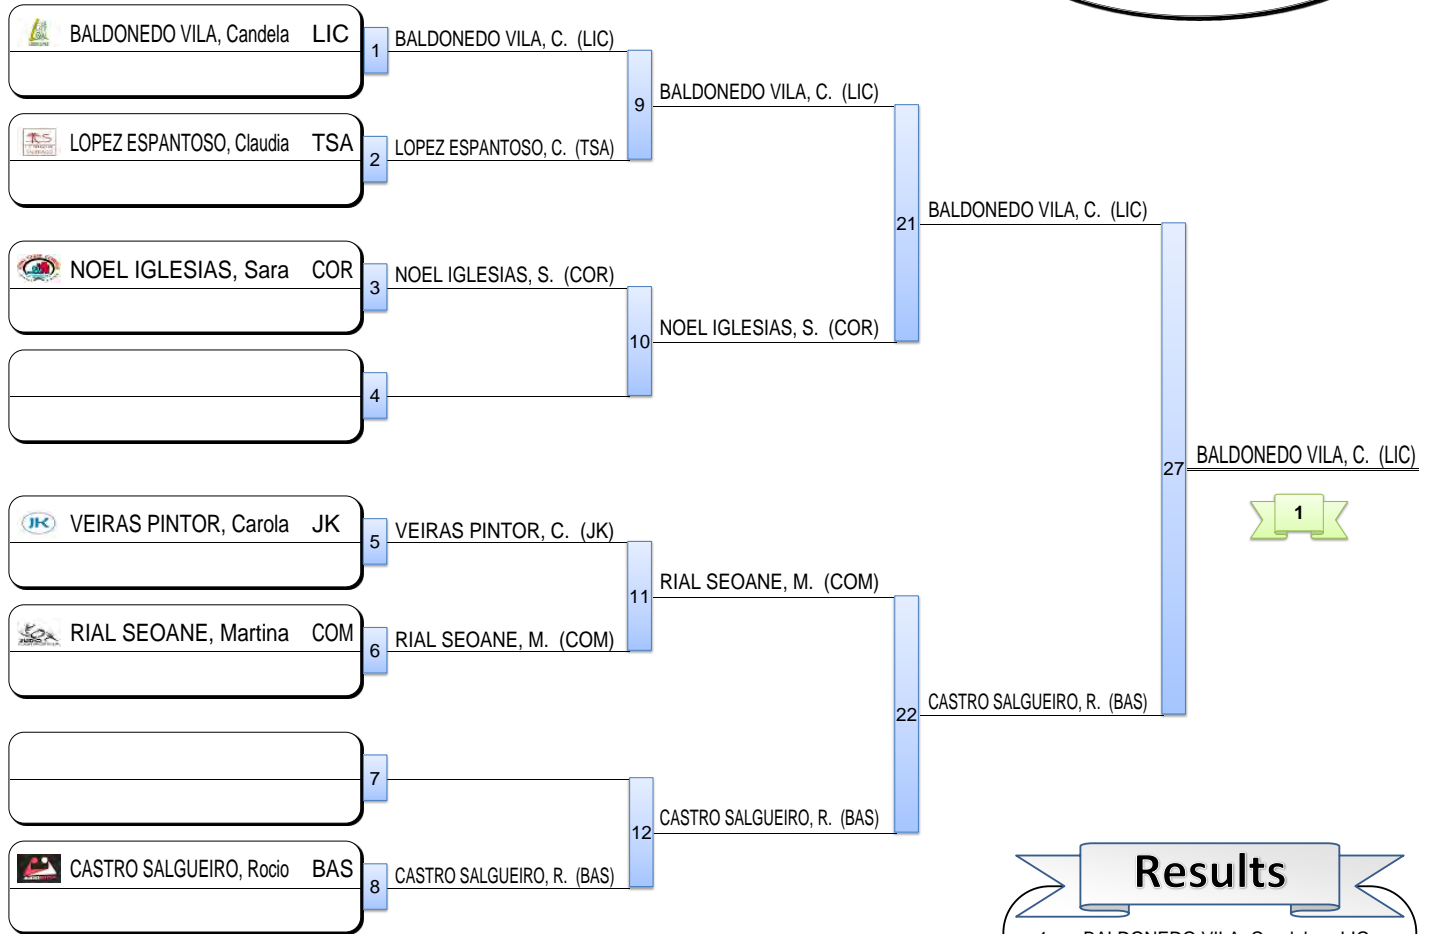 BALDONEDO VILA, Candela LIC
1
BALDONEDO VILA, C. (LIC)
LOPEZ ESPANTOSO, Claudia TSA
2
LOPEZ ESPANTOSO, C. (TSA)
9
BALDONEDO VILA, C. (LIC)
NOEL IGLESIAS, Sara COR
3
NOEL IGLESIAS, S. (COR)
4
10
NOEL IGLESIAS, S. (COR)
21
BALDONEDO VILA, C. (LIC)
VEIRAS PINTOR, Carola JK
5
VEIRAS PINTOR, C. (JK)
RIAL SEOANE, Martina COM
6
RIAL SEOANE, M. (COM)
11
RIAL SEOANE, M. (COM)
7
CASTRO SALGUEIRO, Rocio BAS
8
CASTRO SALGUEIRO, R. (BAS)
12
CASTRO SALGUEIRO, R. (BAS)
22
CASTRO SALGUEIRO, R. (BAS)
27
BALDONEDO VILA, C. (LIC)
1
Results